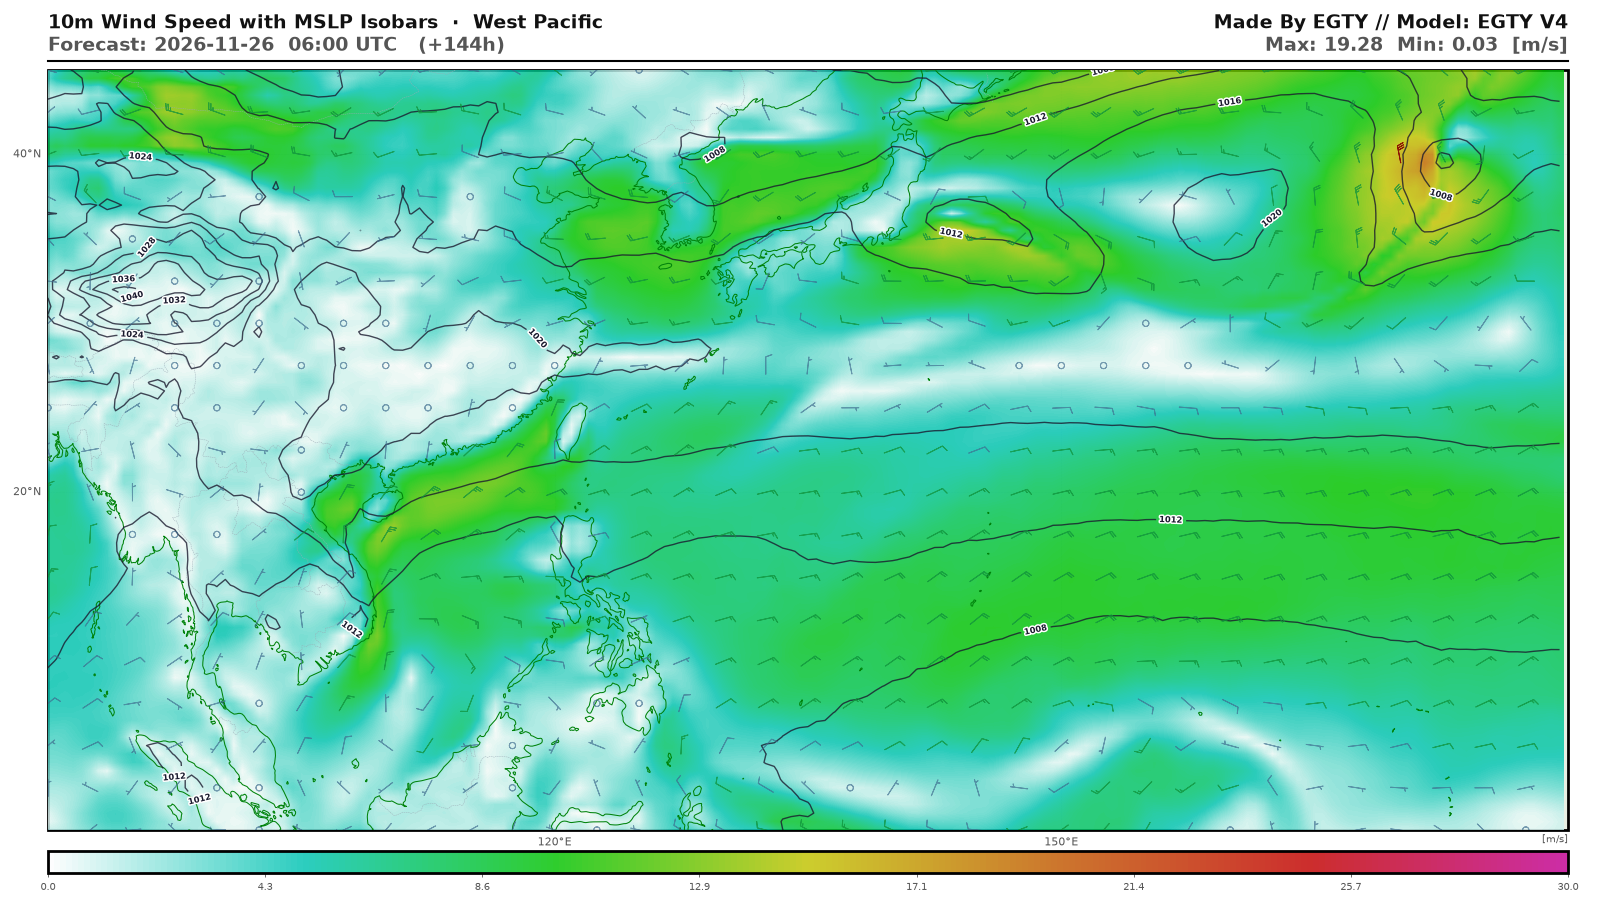 10m Wind Speed with MSLP Isobars · West Pacific
Made By EGTY // Model: EGTY V4
Forecast: 2026-11-26 06:00 UTC (+144h)
Max: 19.28 Min: 0.03 [m/s]
1016
1012
1024
40°N
1008
1008
1020
1012
1028
1036
1040
1032
1024
1020
20°N
1012
1012
1008
1012
1012
120°E
150°E
[m/s]
0.0
4.3
8.6
12.9
17.1
21.4
25.7
30.0